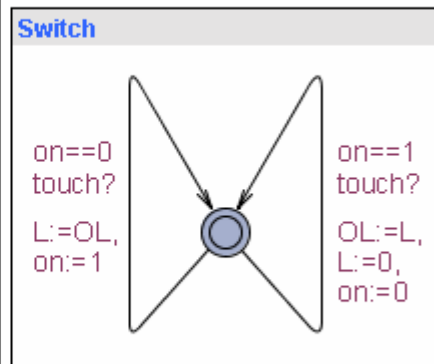 Switch
on==0
touch?
L:=OL,
on:=1
on==1
touch?
OL:=L,
L:=0,
on:=0